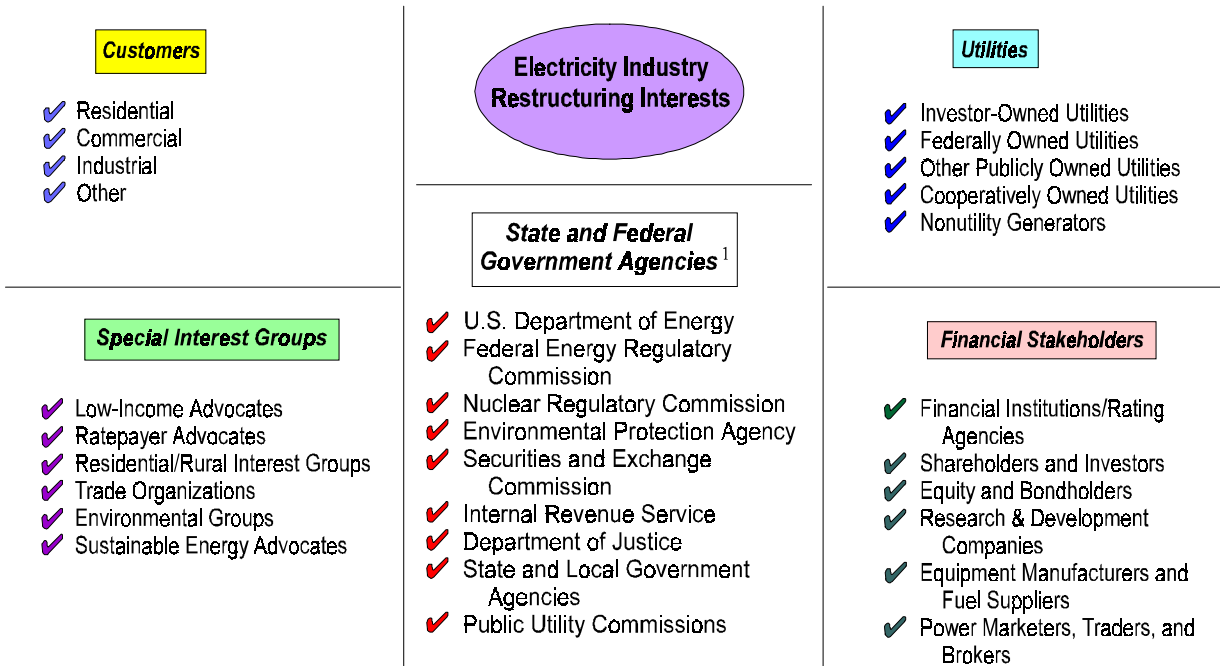 Customers
Residential
Commercial
Industrial
Other
Special Interest Groups
Low-Income Advocates
Ratepayer Advocates
Residential/Rural Interest Groups
Trade Organizations
Environmental Groups
Sustainable Energy Advocates
Electricity Industry
Restructuring Interests
State and Federal
Government Agencies 1
U.S. Department of Energy
Federal Energy Regulatory
Commission
Nuclear Regulatory Commission
Environmental Protection Agency
Securities and Exchange
Commission
Internal Revenue Service
Department of Justice
State and Local Government
Agencies
Public Utility Commissions
Utilities
Investor-Owned Utilities
Federally Owned Utilities
Other Publicly Owned Utilities
Cooperatively Owned Utilities
Nonutility Generators
Financial Stakeholders
Financial Institutions/Rating
Agencies
Shareholders and Investors
Equity and Bondholders
Research & Development
Companies
Equipment Manufacturers and
Fuel Suppliers
Power Marketers, Traders, and
Brokers